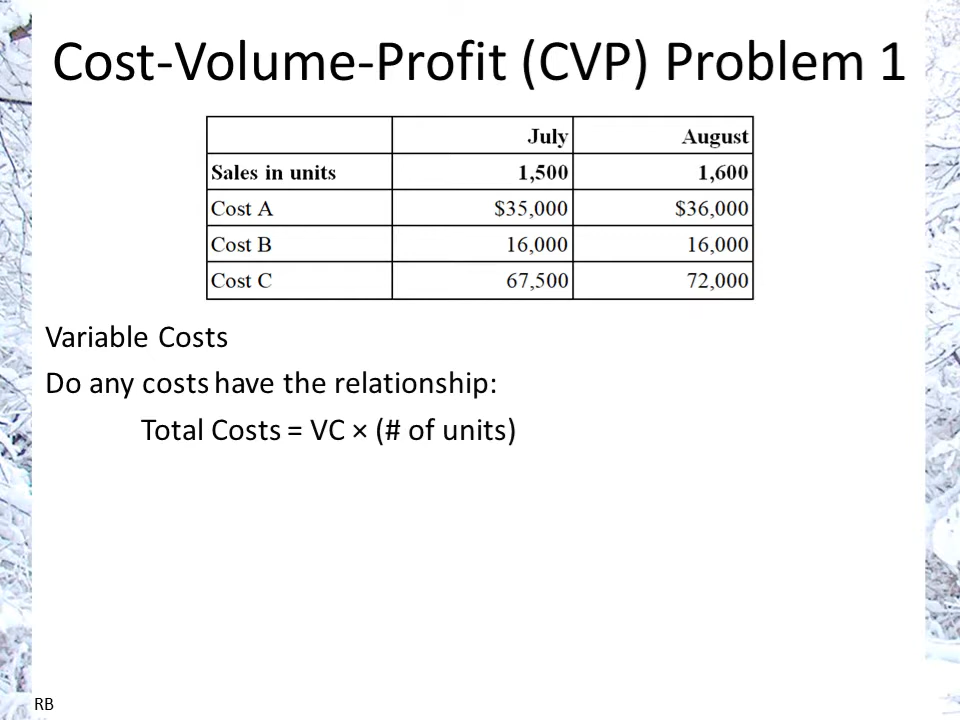 Cost-Volume-Profit (CVP) Problem 1
July August
Sales in units 1,500 1,600
Cost A $35,000 $36,000
Cost B 16,000 16,000
Cost C 67,500 72,000
Variable Costs
Do any costs have the relationship:
Total Costs = VC × (# of units)
RB